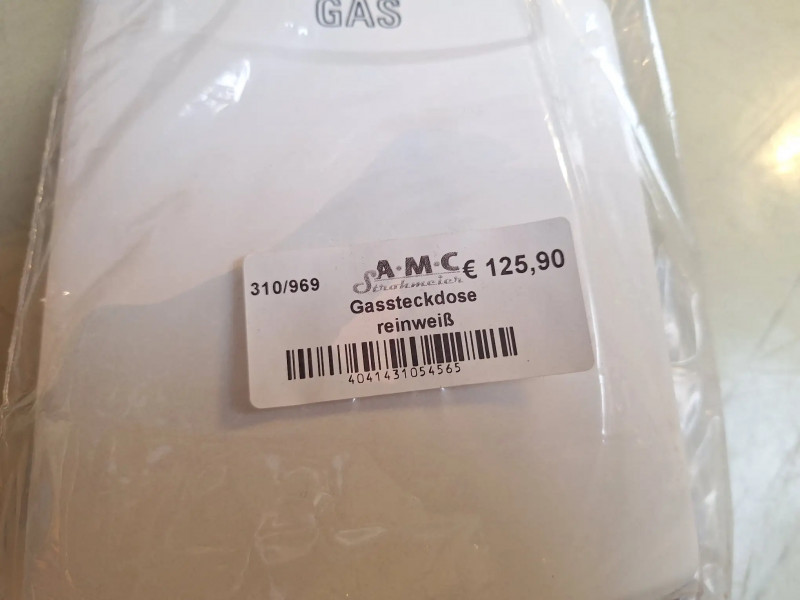 GAS
310/969
A·M·C
Strohmeier
€ 125,90
Gassteckdose
reinweiß
4041431054565